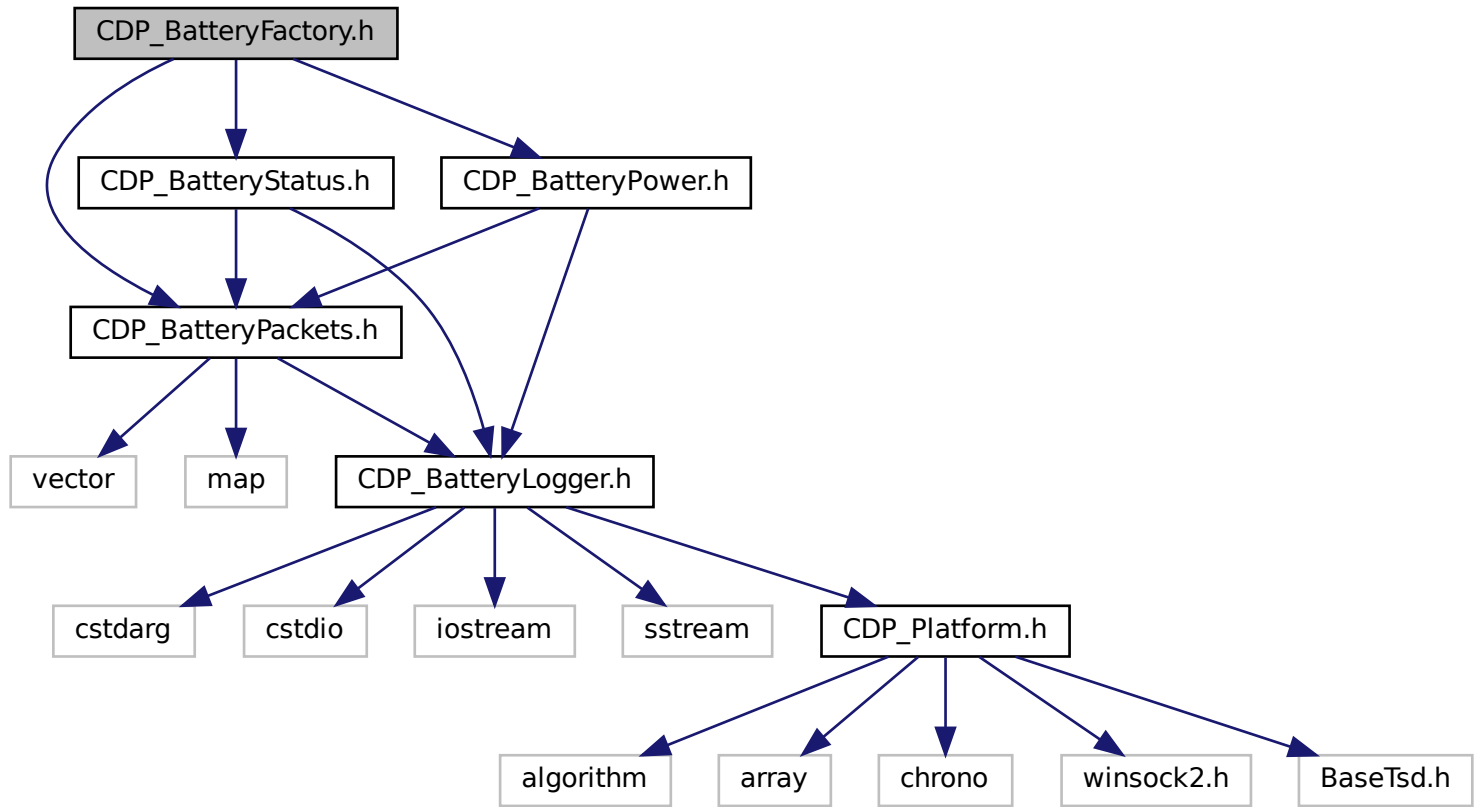 CDP_BatteryFactory.h
CDP_BatteryStatus.h
CDP_BatteryPower.h
CDP_BatteryPackets.h
vector
map
CDP_BatteryLogger.h
cstdarg
cstdio
iostream
sstream
CDP_Platform.h
algorithm
array
chrono
winsock2.h
BaseTsd.h